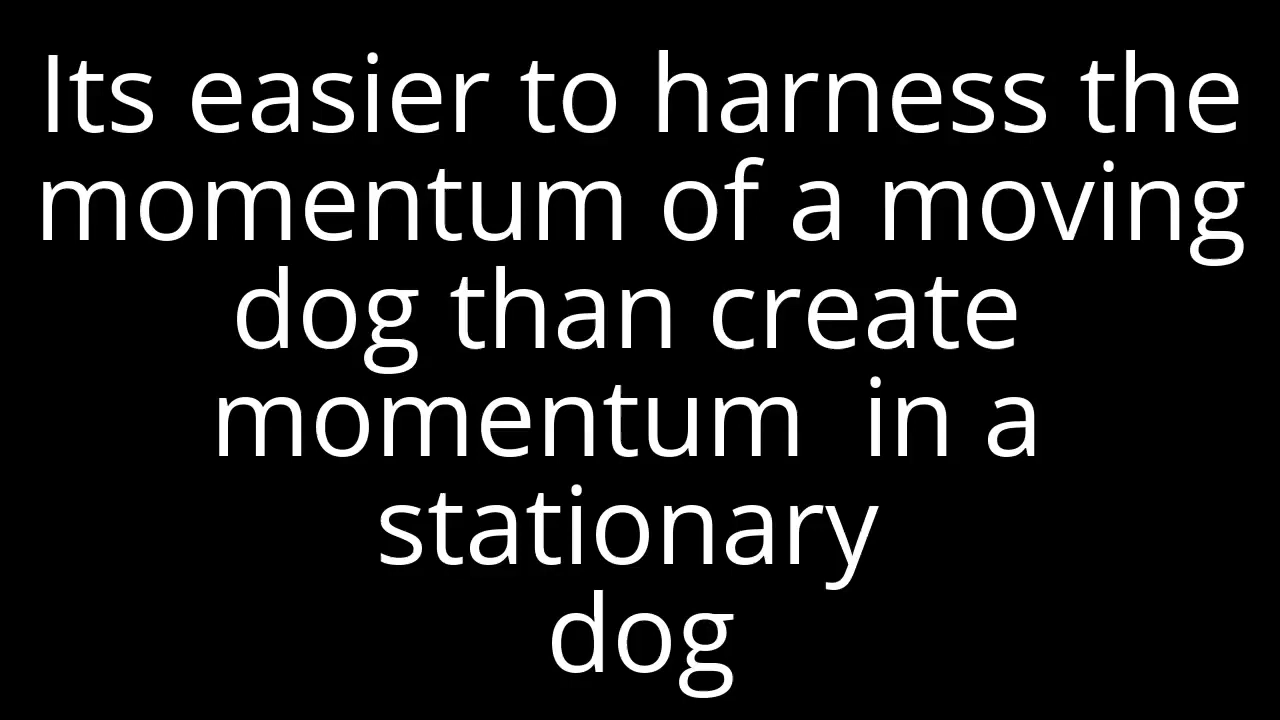 Its easier to harness the
momentum of a moving
dog than create
momentum  in a
stationary
dog